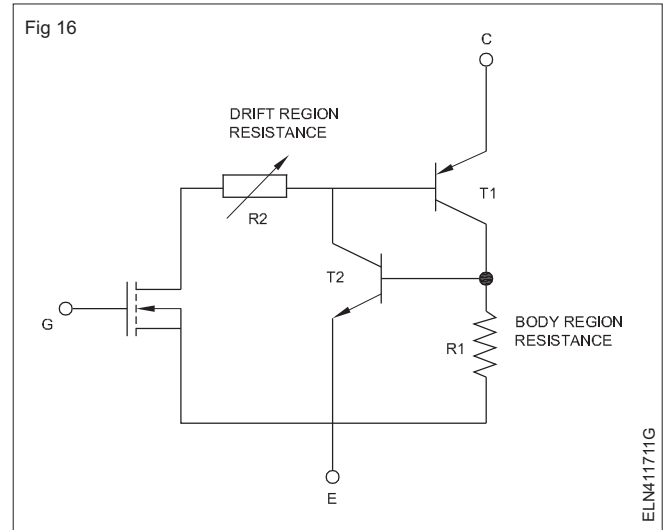 Fig 16
C
DRIFT REGION
RESISTANCE
T1
R2
T2
G
R1
BODY REGION
RESISTANCE
E
ELN411711G